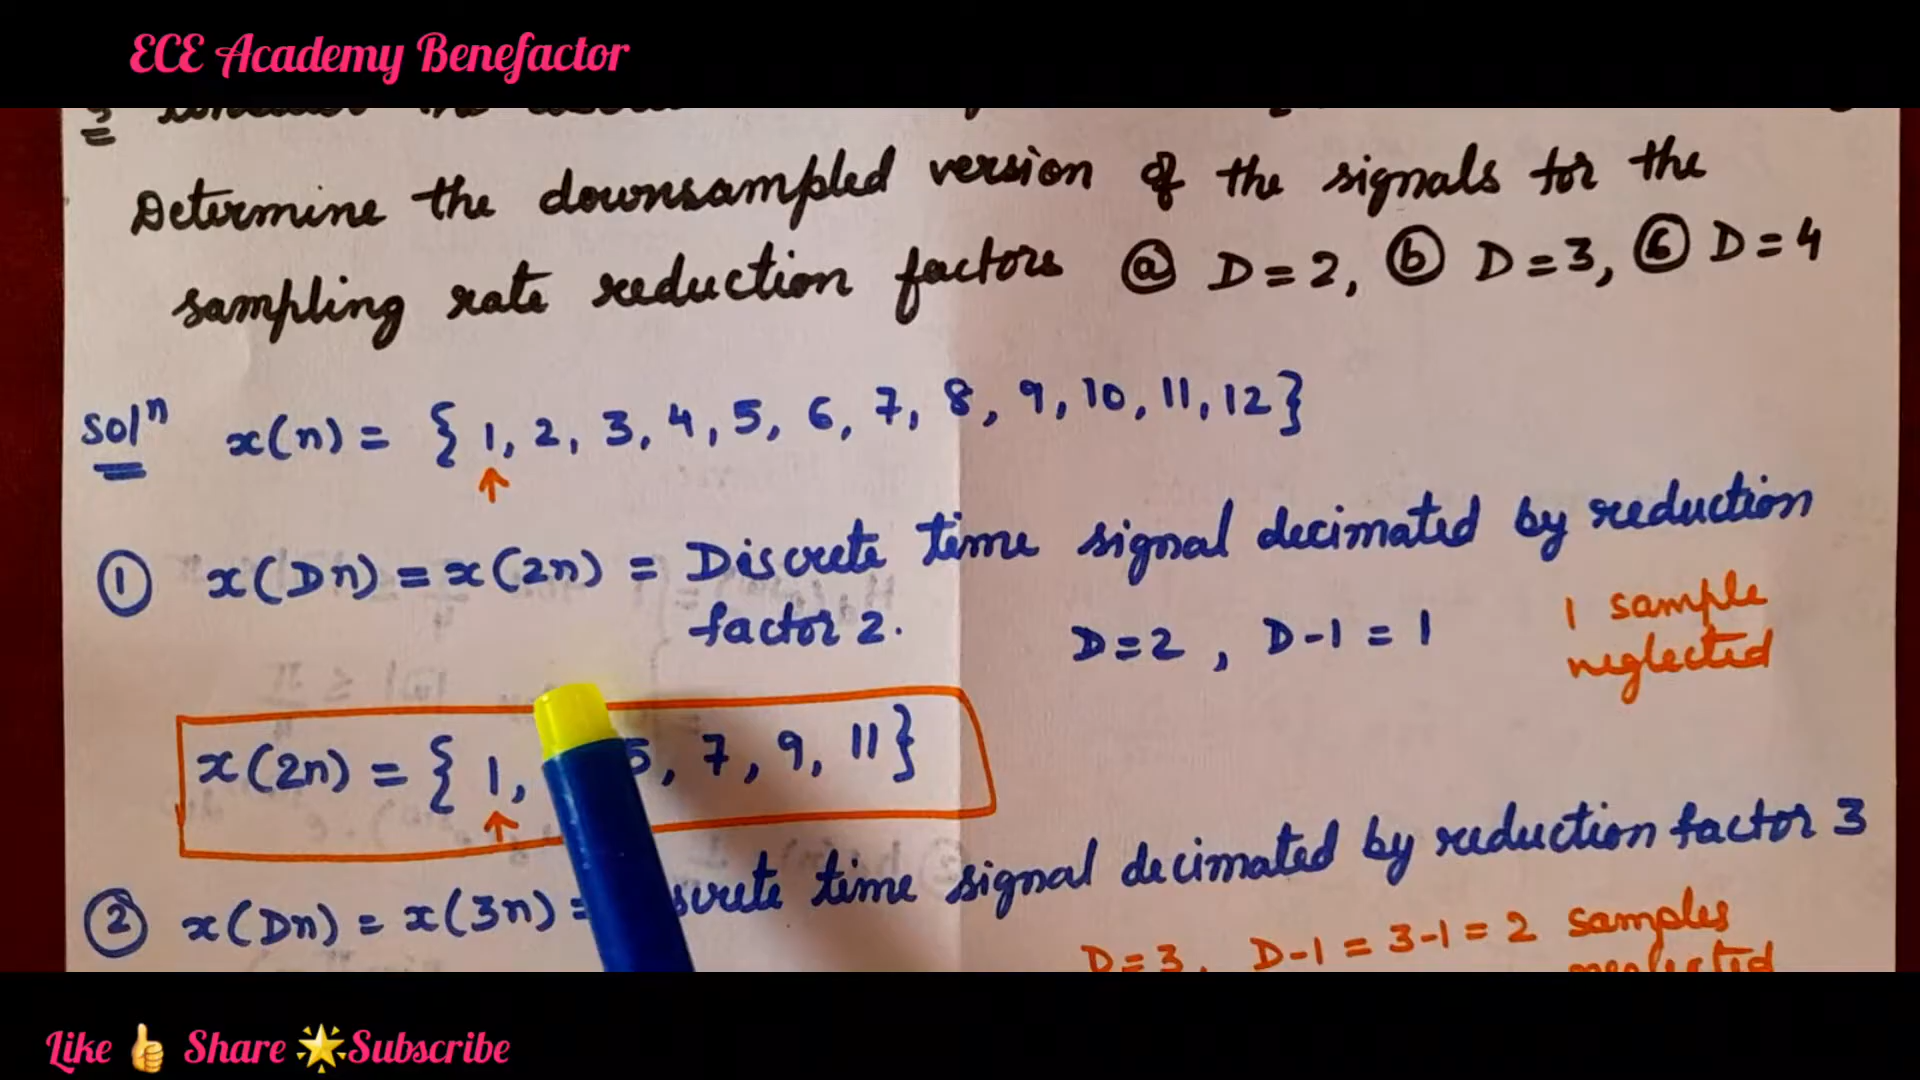 ECE Academy Benefactor
Determine the downsampled version of the signals for the
sampling rate reduction factors ⓐ D=2, ⓑ D=3, ⓒ D=4
Solⁿ x(n) = { 1, 2, 3, 4, 5, 6, 7, 8, 9, 10, 11, 12}
↑
① x(Dn) = x(2n) = Discrete time signal decimated by reduction
factor 2. D=2 , D-1 = 1
1 sample
neglected
x(2n) = { 1, 5, 7, 9, 11}
↑
② x(Dn) = x(3n) = time signal decimated by reduction factor 3
D=3, D-1 = 3-1 = 2 samples
neglected
Like 👍 Share 🌟Subscribe